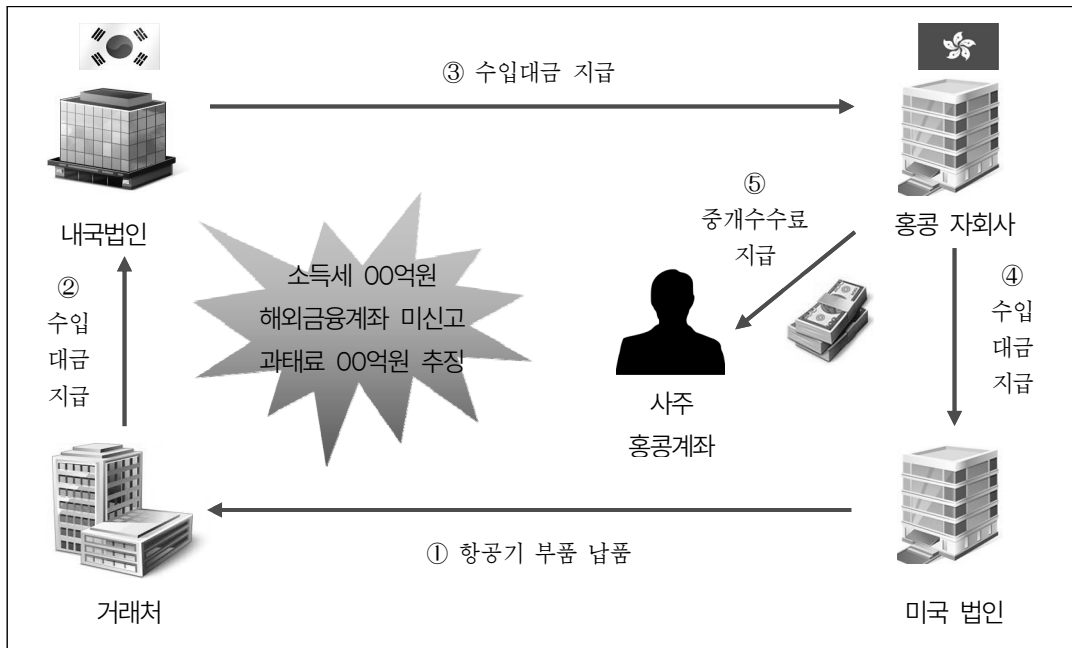 ③ 수입대금 지급
내국법인
홍콩 자회사
⑤
중개수수료
지급
②
수입
대금
지급
소득세 00억원
해외금융계좌 미신고
과태료 00억원 추징
④
수입
대금
지급
사주
홍콩계좌
① 항공기 부품 납품
거래처
미국 법인